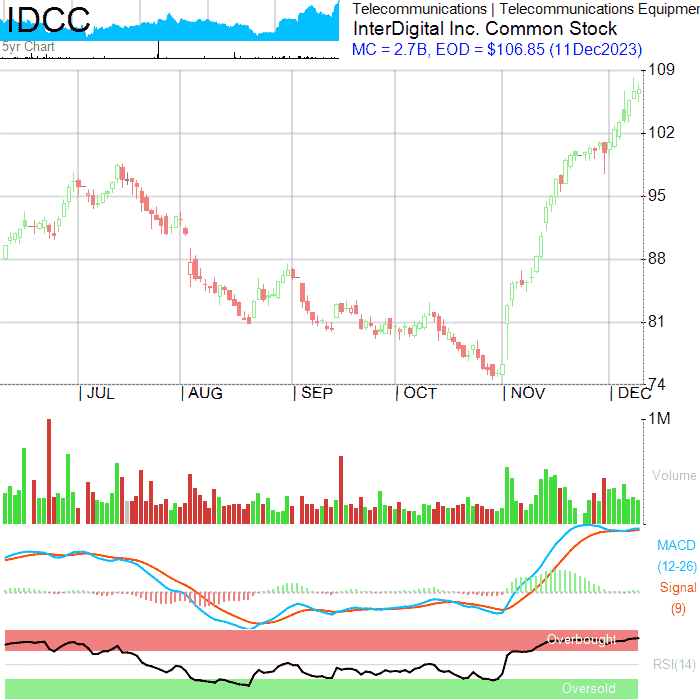 IDCC
5yr Chart
Telecommunications | Telecommunications Equipmen
InterDigital Inc. Common Stock
MC = 2.7B, EOD = $106.85 (11Dec2023)
109
102
95
88
81
74
JUL AUG SEP OCT NOV DEC
1M
Volume
MACD
(12-26)
Signal
(9)
Overbought
RSI(14)
Oversold